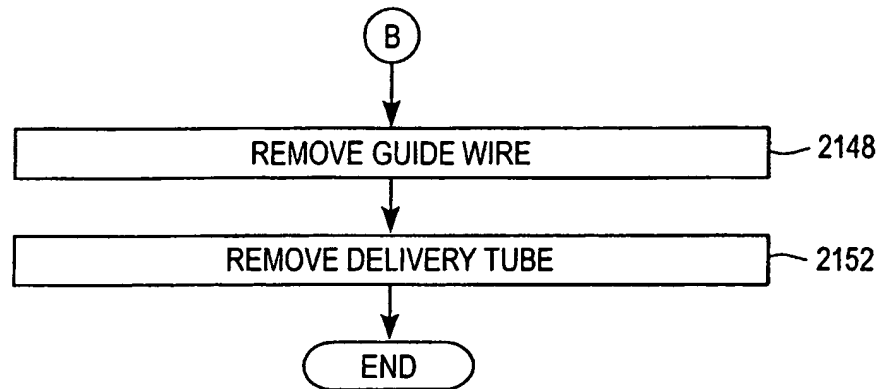 B
REMOVE GUIDE WIRE 2148
REMOVE DELIVERY TUBE 2152
END